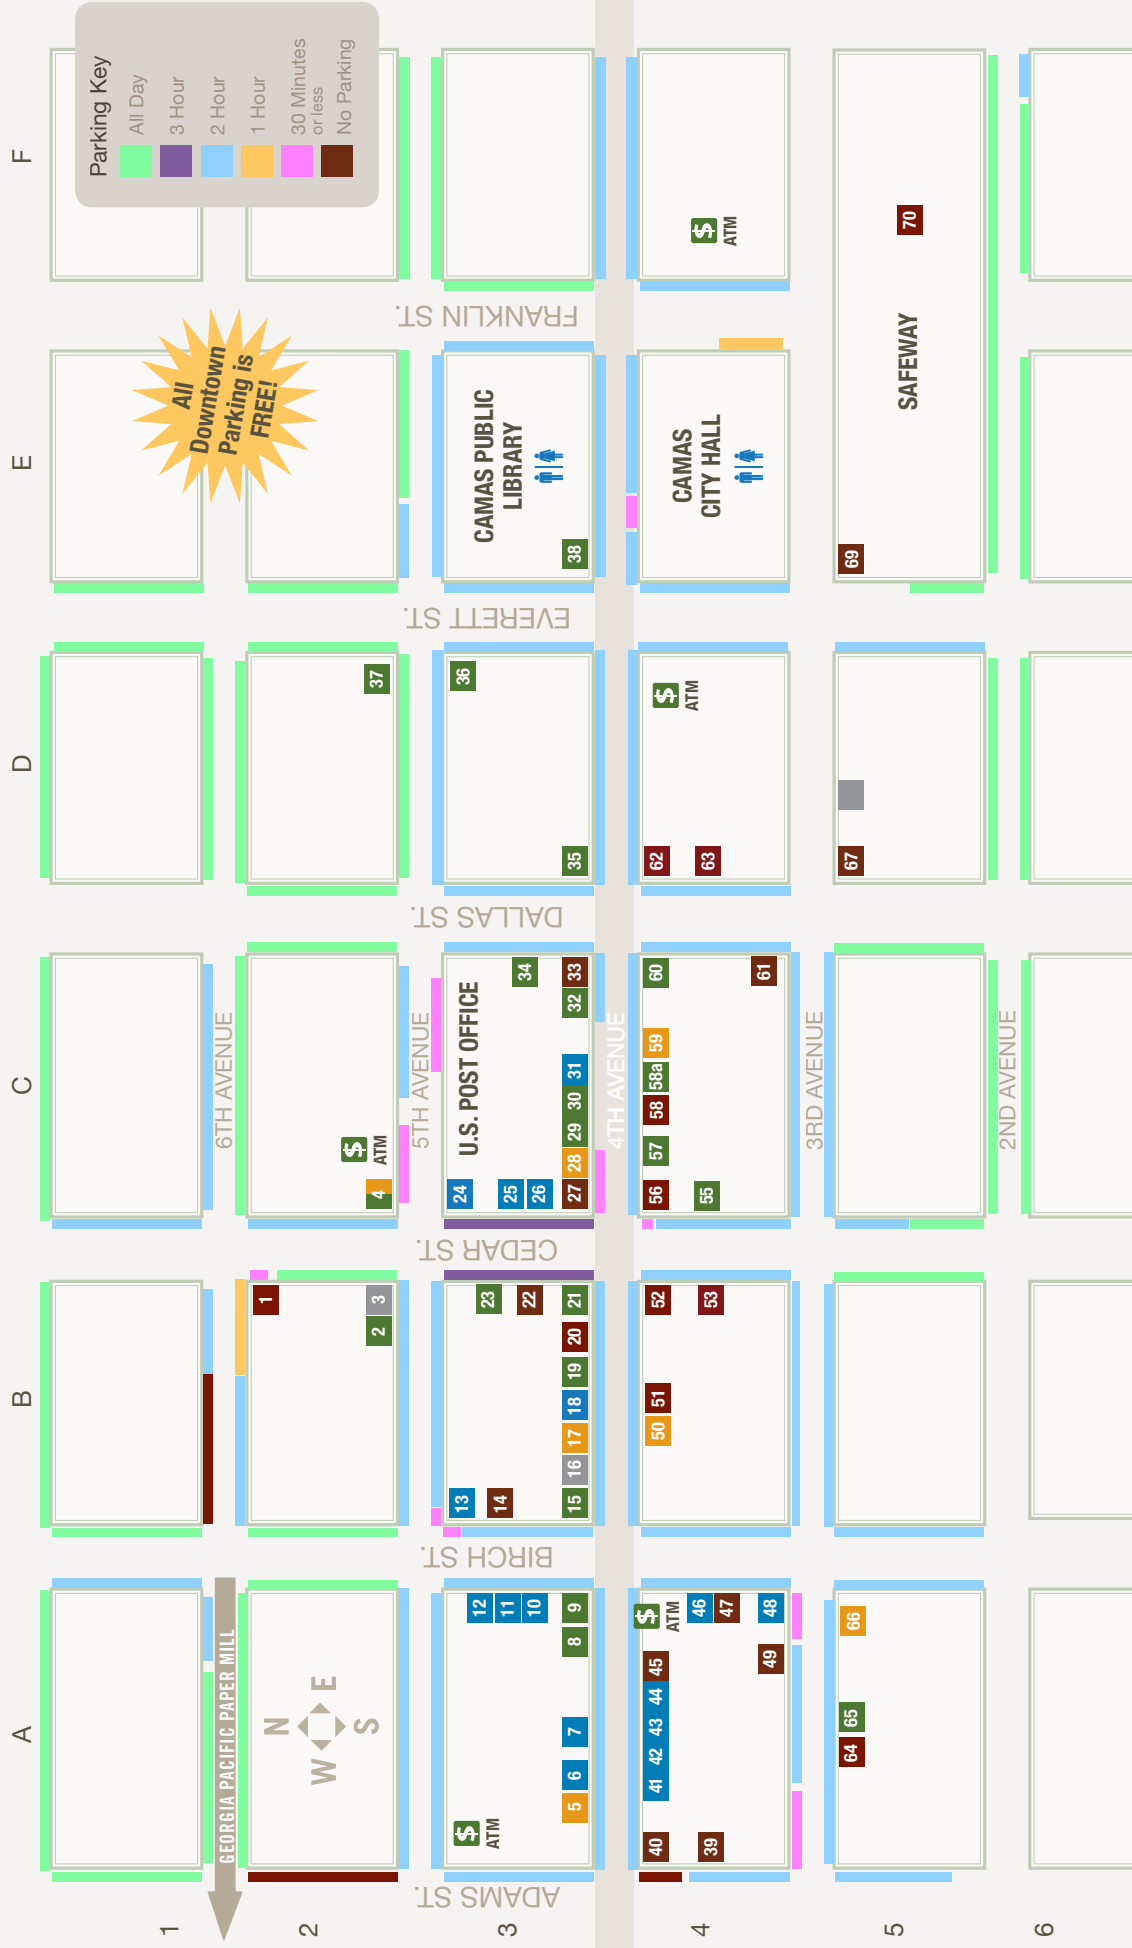 Parking Key
All Day
3 Hour
2 Hour
1 Hour
30 Minutes
or less
No Parking
All
Downtown
Parking is
FREE!
A
B
C
D
E
F
1
2
3
4
5
6
GEORGIA PACIFIC PAPER MILL
6TH AVENUE
5TH AVENUE
4TH AVENUE
3RD AVENUE
2ND AVENUE
ADAMS ST.
BIRCH ST.
CEDAR ST.
DALLAS ST.
EVERETT ST.
FRANKLIN ST.
N
W E
S
1
2
3
4
ATM
37
ATM
5
6
7
8
9
10
11
12
13
14
15
16
17
18
19
20
21
22
23
U.S. POST OFFICE
24
25
26
27
28
29
30
31
32
33
34
35
36
CAMAS PUBLIC
LIBRARY
38
39
40
41
42
43
44
45
ATM
46
47
48
49
50
51
52
53
55
56
57
58
58a
59
60
61
62
63
ATM
CAMAS
CITY HALL
ATM
64
65
66
67
69
SAFEWAY
70